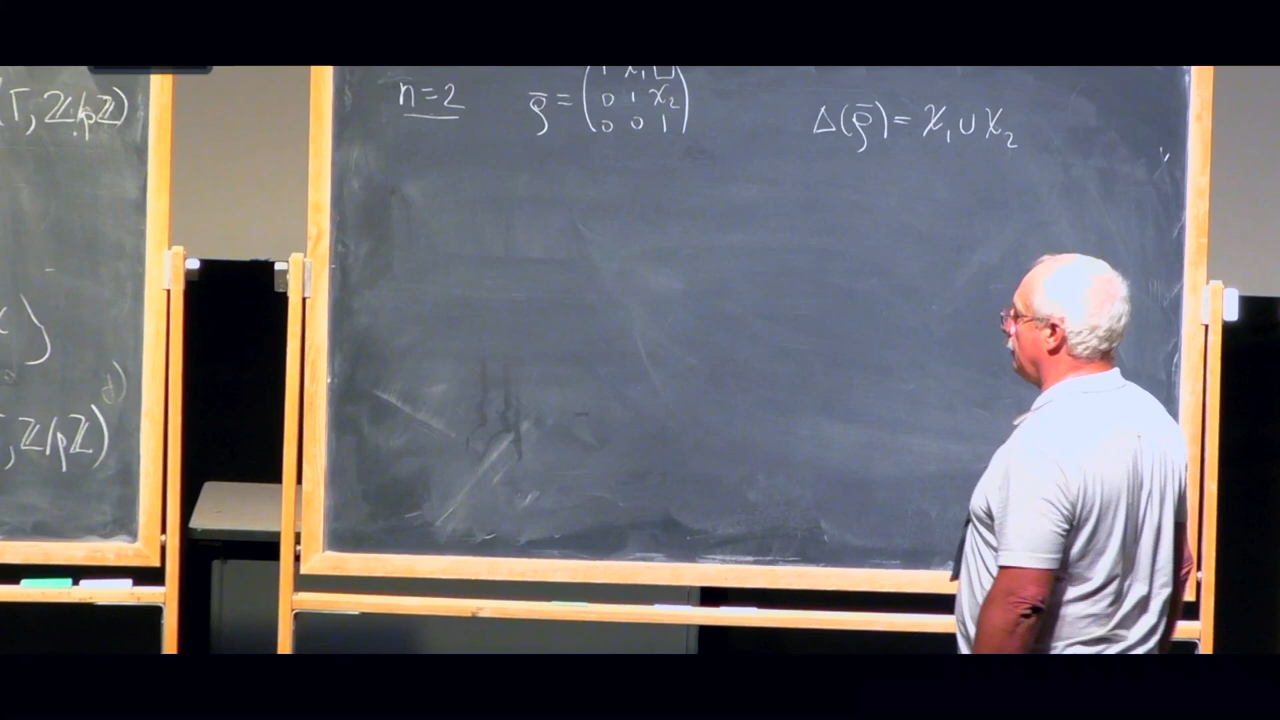 Γ, ℤ/pℤ)
)
d)
, ℤ/pℤ)
n=2
ρ̄ = ( 1 χ₁ □
0 1 χ₂
0 0 1 )
Δ(ρ̄) = χ₁ ∪ χ₂